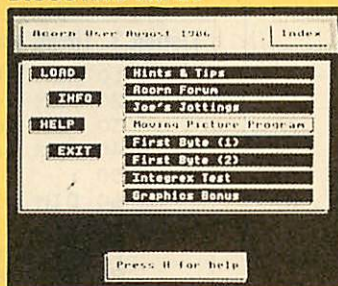 Acorn User August 1986
Index
LOAD
INFO
HELP
EXIT
Hints & Tips
Acorn Forum
Joe's Jottings
Moving Picture Program
First Byte (1)
First Byte (2)
Integrex Test
Graphics Bonus
Press H for help